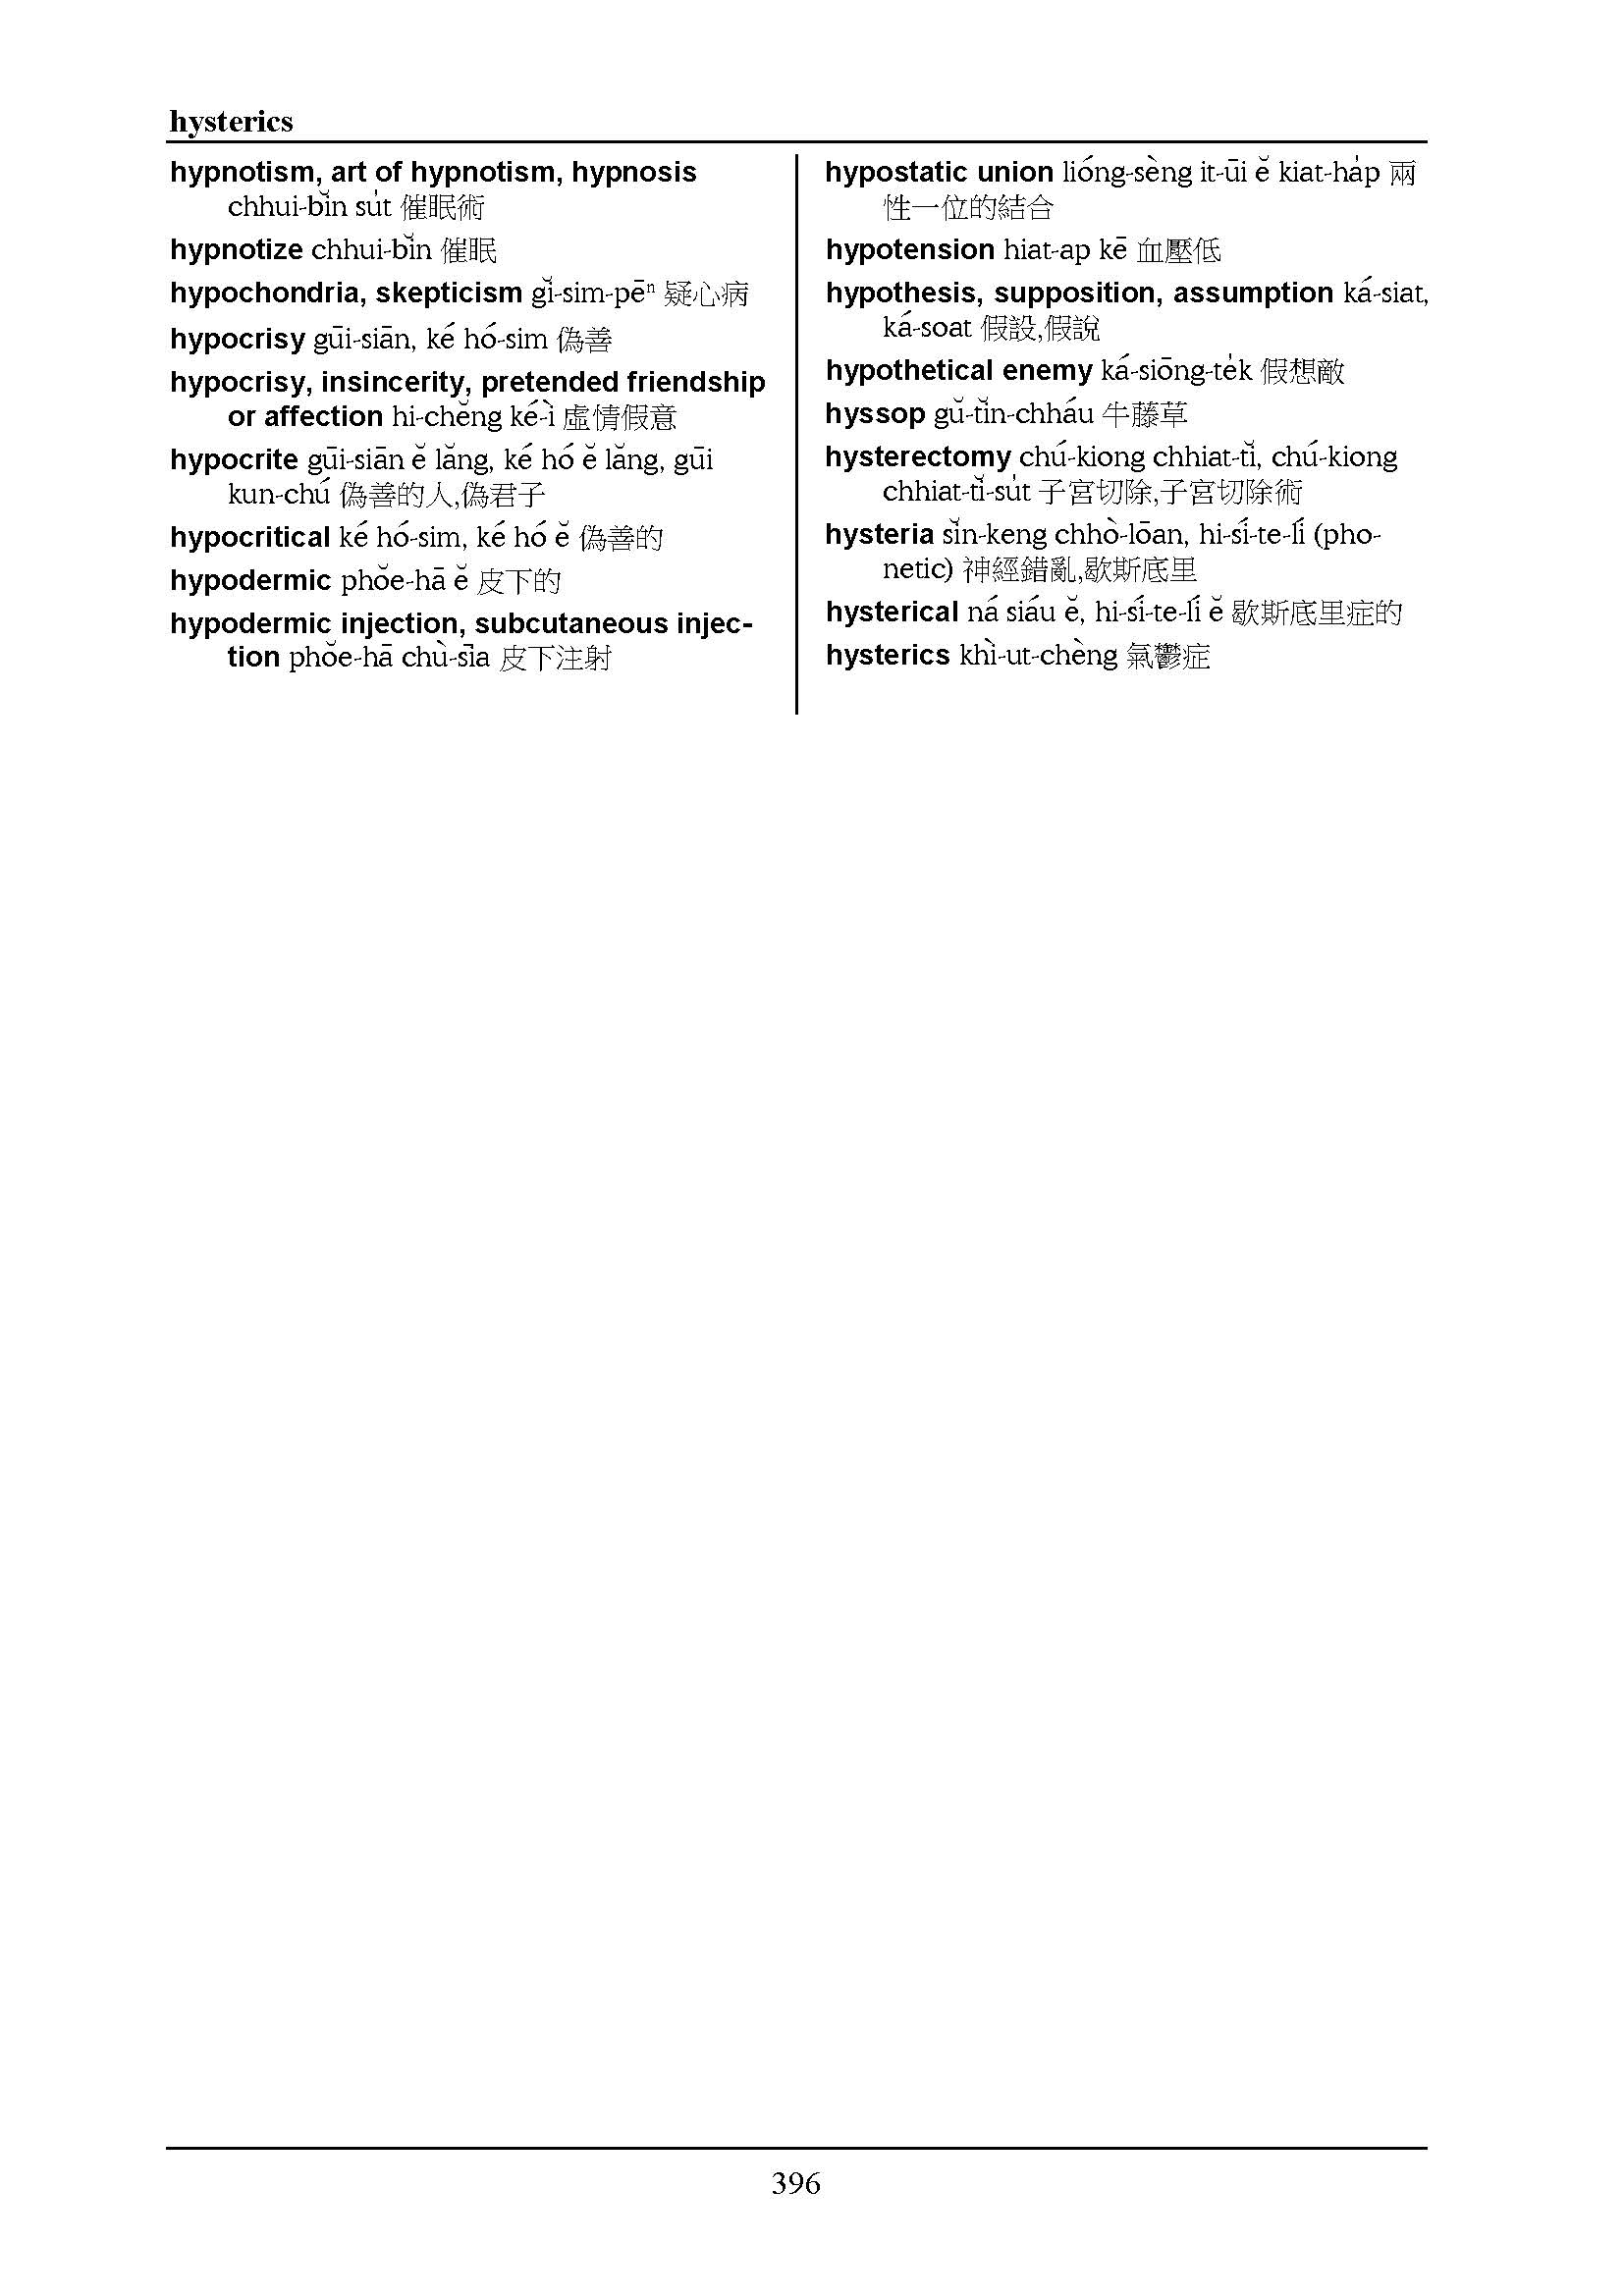 hysterics
hypnotism, art of hypnotism, hypnosis
chhui-bĭn su̍t 催眠術
hypnotize chhui-bĭn 催眠
hypochondria, skepticism gĭ-sim-pēⁿ 疑心病
hypocrisy gūi-siān, ké hó-sim 偽善
hypocrisy, insincerity, pretended friendship
or affection hi-chĕng ké-ì 虛情假意
hypocrite gūi-siān ĕ lăng, ké hó ĕ lăng, gūi
kun-chú 偽善的人,偽君子
hypocritical ké hó-sim, ké hó ĕ 偽善的
hypodermic phŏe-hā ĕ 皮下的
hypodermic injection, subcutaneous injec-
tion phŏe-hā chù-sīa 皮下注射
hypostatic union lióng-sèng it-ūi ĕ kiat-ha̍p 兩
性一位的結合
hypotension hiat-ap kē 血壓低
hypothesis, supposition, assumption ká-siat,
ká-soat 假設,假說
hypothetical enemy ká-siōng-te̍k 假想敵
hyssop gŭ-tĭn-chháu 牛藤草
hysterectomy chú-kiong chhiat-tĭ, chú-kiong
chhiat-tĭ-su̍t 子宮切除,子宮切除術
hysteria sĭn-keng chhò-lōan, hi-sí-te-lí (pho-
netic) 神經錯亂,歇斯底里
hysterical ná siáu ĕ, hi-sí-te-lí ĕ 歇斯底里症的
hysterics khì-ut-chèng 氣鬱症
396